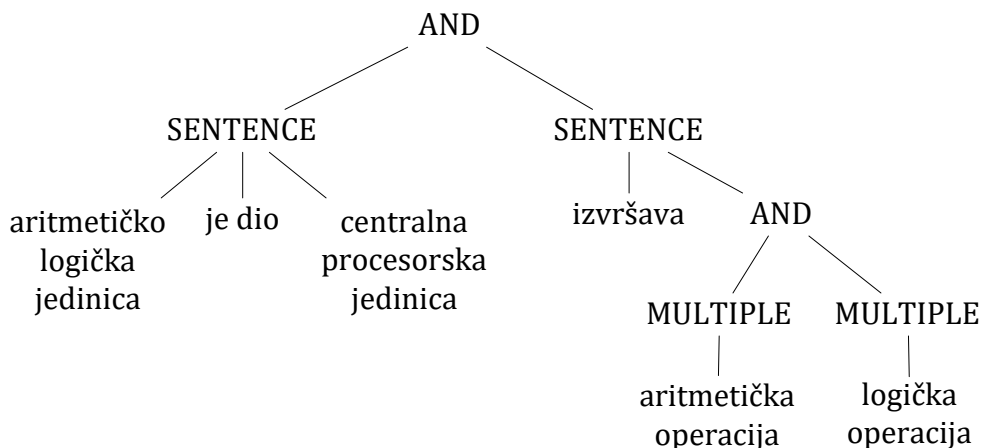 AND
SENTENCE
SENTENCE
aritmetičko
logička
jedinica
je dio
centralna
procesorska
jedinica
izvršava
AND
MULTIPLE
MULTIPLE
aritmetička
operacija
logička
operacija